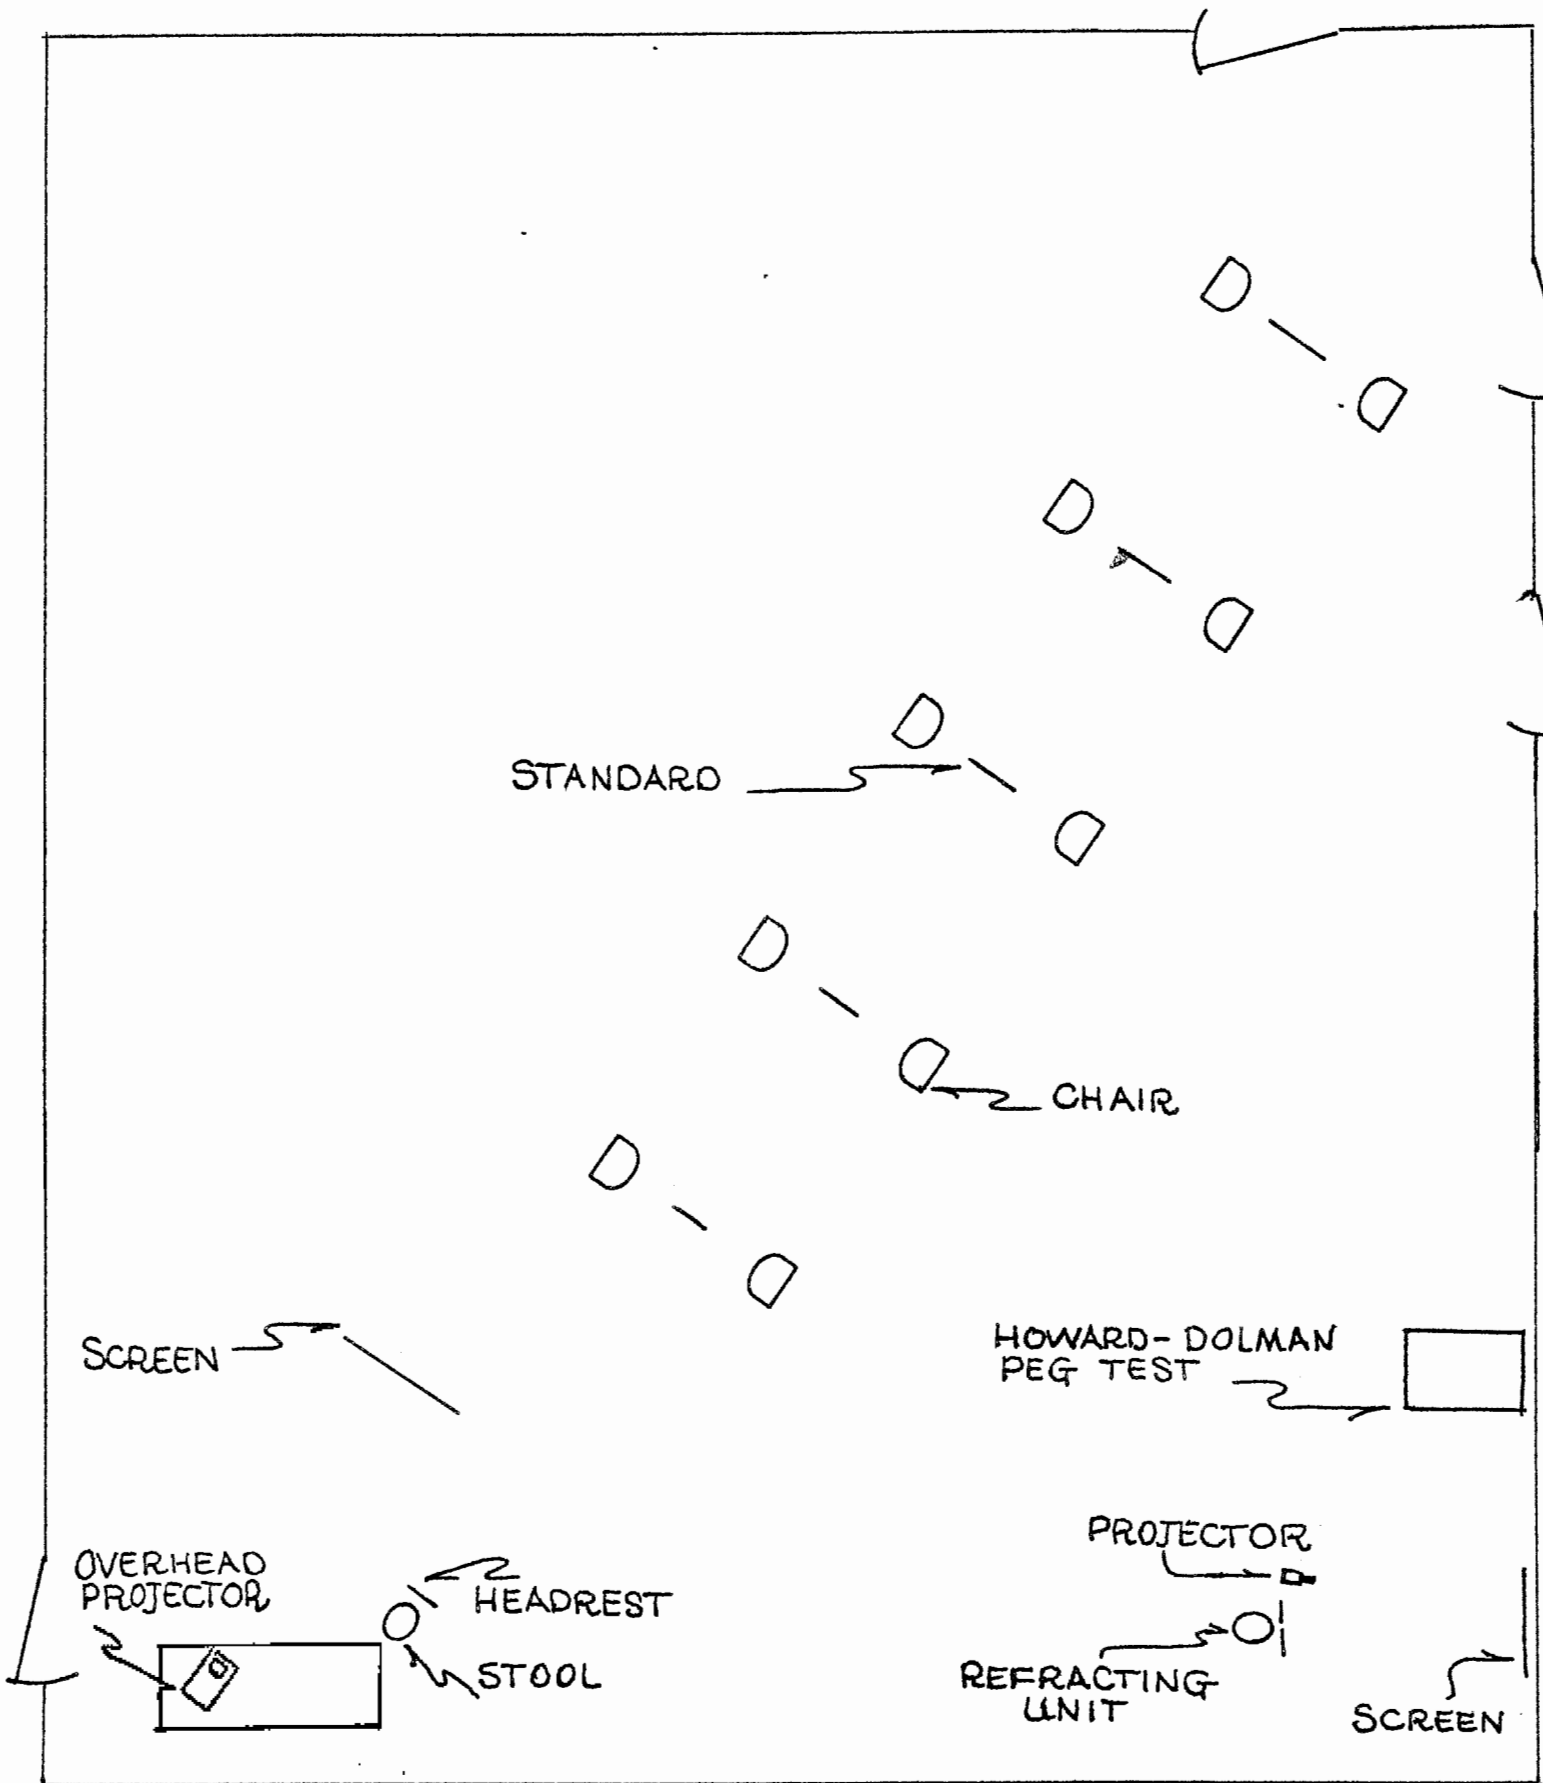 STANDARD
CHAIR
SCREEN
HOWARD-DOLMAN
PEG TEST
PROJECTOR
OVERHEAD
PROJECTOR
HEADREST
STOOL
REFRACTING
UNIT
SCREEN